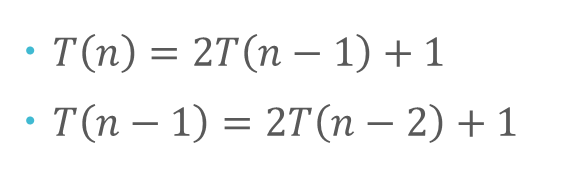 • T(n) = 2T(n − 1) + 1
• T(n − 1) = 2T(n − 2) + 1